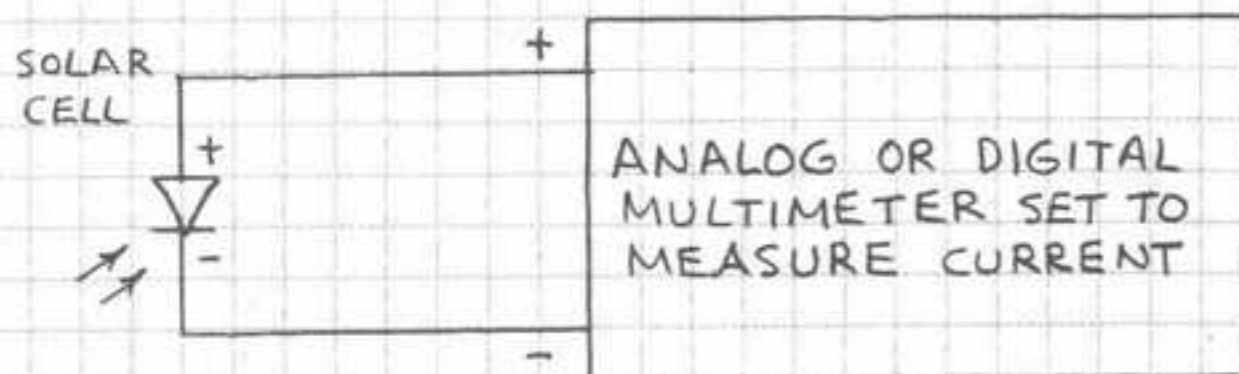 SOLAR
CELL
+
+
-
-
ANALOG OR DIGITAL
MULTIMETER SET TO
MEASURE CURRENT